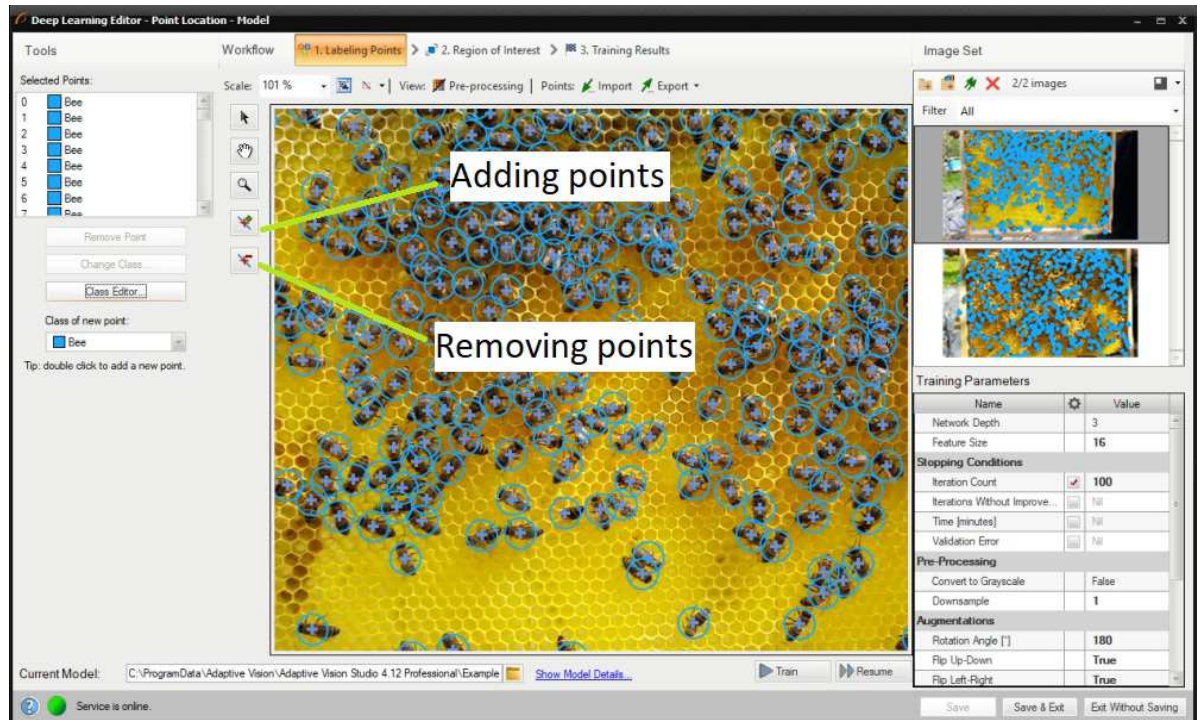 Deep Learning Editor - Point Location - Model
Tools
Workflow
1. Labeling Points
2. Region of Interest
3. Training Results
Image Set
Selected Points:
0 Bee
1 Bee
2 Bee
3 Bee
4 Bee
5 Bee
6 Bee
7 Bee
Remove Point
Change Class...
Class Editor...
Class of new point:
Bee
Tip: double click to add a new point.
Scale: 101 %
View: Pre-processing | Points: Import Export
Adding points
Removing points
2/2 images
Filter All
Training Parameters
Name Value
Network Depth 3
Feature Size 16
Stopping Conditions
Iteration Count 100
Iterations Without Improve... Nil
Time [minutes] Nil
Validation Error Nil
Pre-Processing
Convert to Grayscale False
Downsample 1
Augmentations
Rotation Angle [°] 180
Flip Up-Down True
Flip Left-Right True
Current Model: C:\ProgramData\Adaptive Vision\Adaptive Vision Studio 4.12 Professional\Example
Show Model Details...
Train
Resume
Service is online.
Save
Save & Exit
Exit Without Saving